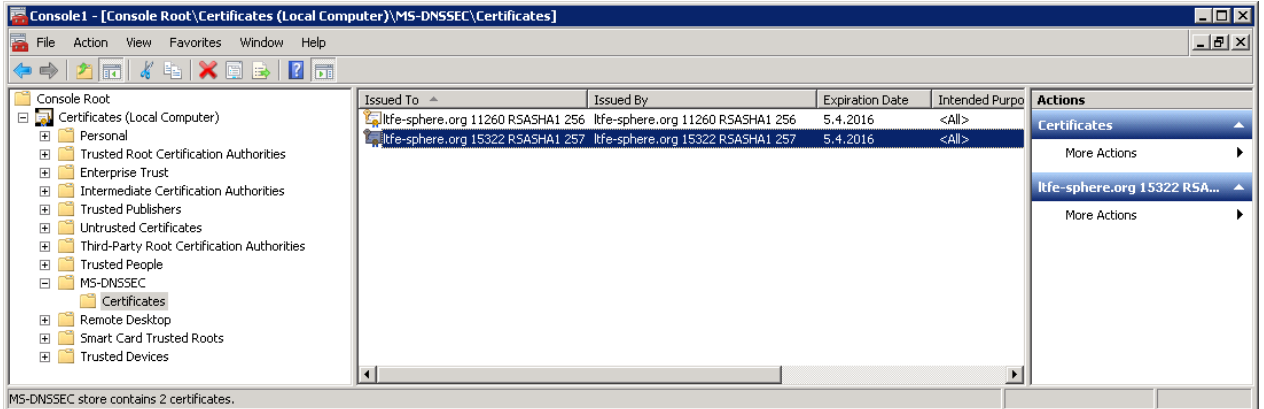 Console1 - [Console Root\Certificates (Local Computer)\MS-DNSSEC\Certificates]
File Action View Favorites Window Help
Console Root
Certificates (Local Computer)
Personal
Trusted Root Certification Authorities
Enterprise Trust
Intermediate Certification Authorities
Trusted Publishers
Untrusted Certificates
Third-Party Root Certification Authorities
Trusted People
MS-DNSSEC
Certificates
Remote Desktop
Smart Card Trusted Roots
Trusted Devices
Issued To Issued By Expiration Date Intended Purpo
ltfe-sphere.org 11260 RSASHA1 256 ltfe-sphere.org 11260 RSASHA1 256 5.4.2016 <All>
ltfe-sphere.org 15322 RSASHA1 257 ltfe-sphere.org 15322 RSASHA1 257 5.4.2016 <All>
Actions
Certificates
More Actions
ltfe-sphere.org 15322 RSA...
More Actions
MS-DNSSEC store contains 2 certificates.